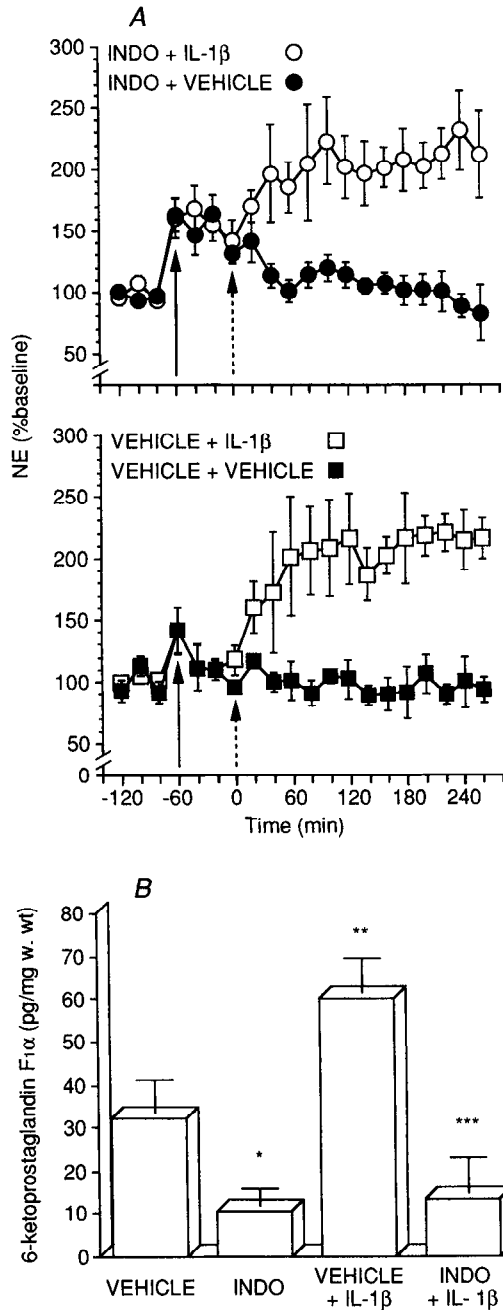 A
INDO + IL-1β
INDO + VEHICLE
300
250
200
150
100
50
NE (%baseline)
VEHICLE + IL-1β
VEHICLE + VEHICLE
300
250
200
150
100
50
0
-120 -60 0 60 120 180 240
Time (min)
B
6-ketoprostaglandin F1α (pg/mg w. wt)
80
70
60
50
40
30
20
10
0
*
**
***
VEHICLE
INDO
VEHICLE
+ IL-1β
INDO
+ IL- 1β